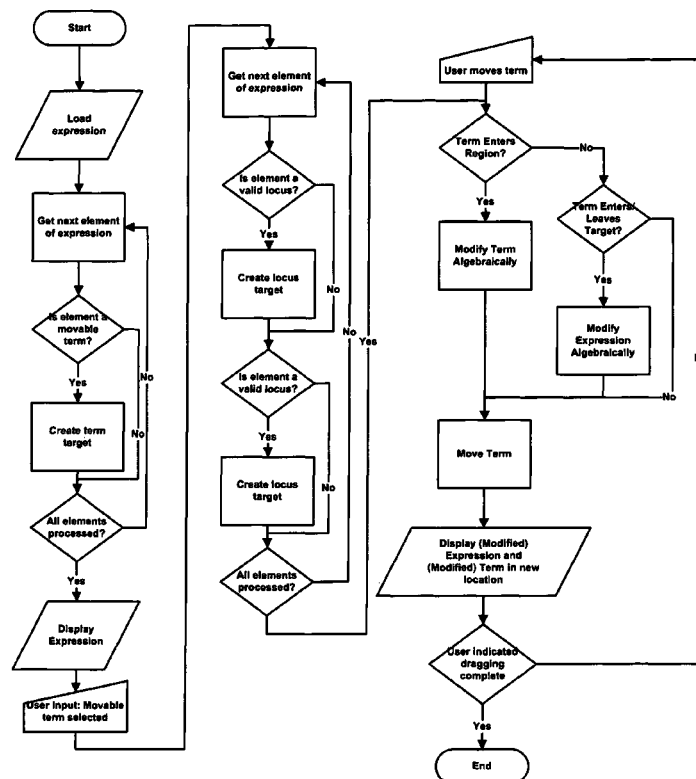 Start
Load
expression
Get next element
of expression
Is element a
movable
term?
Yes
No
Create term
target
No
All elements
processed?
Yes
Display
Expression
User input: Movable
term selected
Get next element
of expression
Is element a
valid locus?
Yes
Create locus
target
No
No
Yes
Is element a
valid locus?
Yes
Create locus
target
No
All elements
processed?
User moves term
Term Enters
Region?
No
Yes
Term Enters/
Leaves
Target?
Modify Term
Algebraically
Yes
Modify
Expression
Algebraically
No
Move Term
Display (Modified)
Expression and
(Modified) Term in new
location
User indicated
dragging
complete
Yes
End